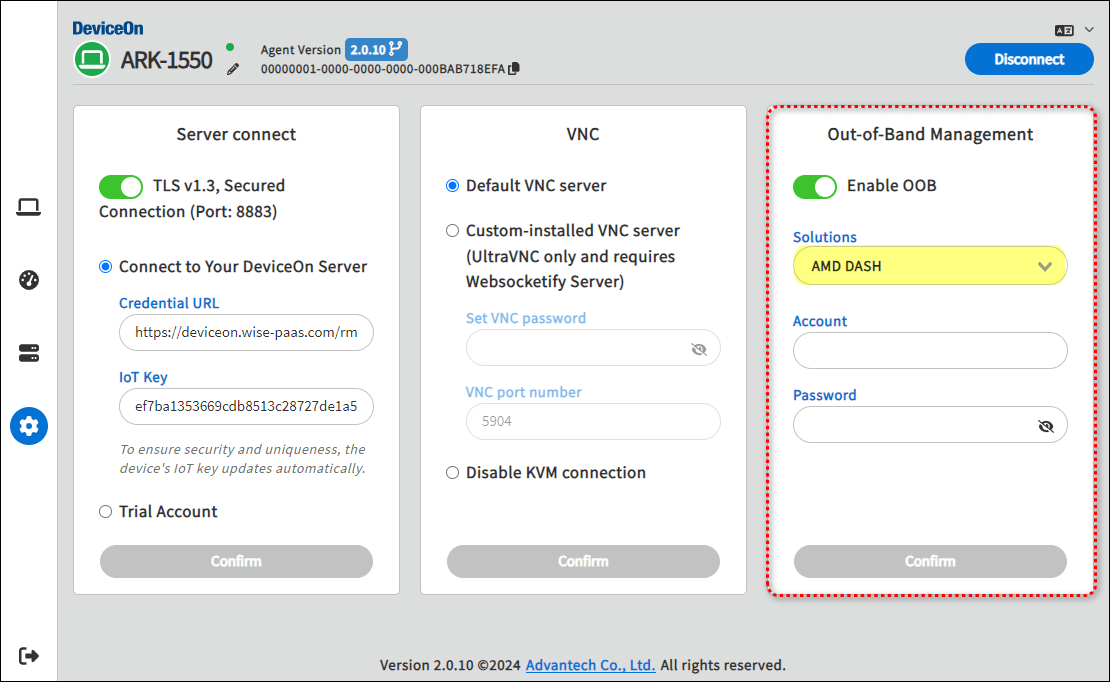 DeviceOn
ARK-1550
Agent Version 2.0.10
00000001-0000-0000-0000-000BAB718EFA
Disconnect
Server connect
TLS v1.3, Secured
Connection (Port: 8883)
Connect to Your DeviceOn Server
Credential URL
https://deviceon.wise-paas.com/rm
IoT Key
ef7ba1353669cdb8513c28727de1a5
To ensure security and uniqueness, the
device's IoT key updates automatically.
Trial Account
Confirm
VNC
Default VNC server
Custom-installed VNC server
(UltraVNC only and requires
Websocketify Server)
Set VNC password
VNC port number
5904
Disable KVM connection
Confirm
Out-of-Band Management
Enable OOB
Solutions
AMD DASH
Account
Password
Confirm
Version 2.0.10 ©2024 Advantech Co., Ltd. All rights reserved.